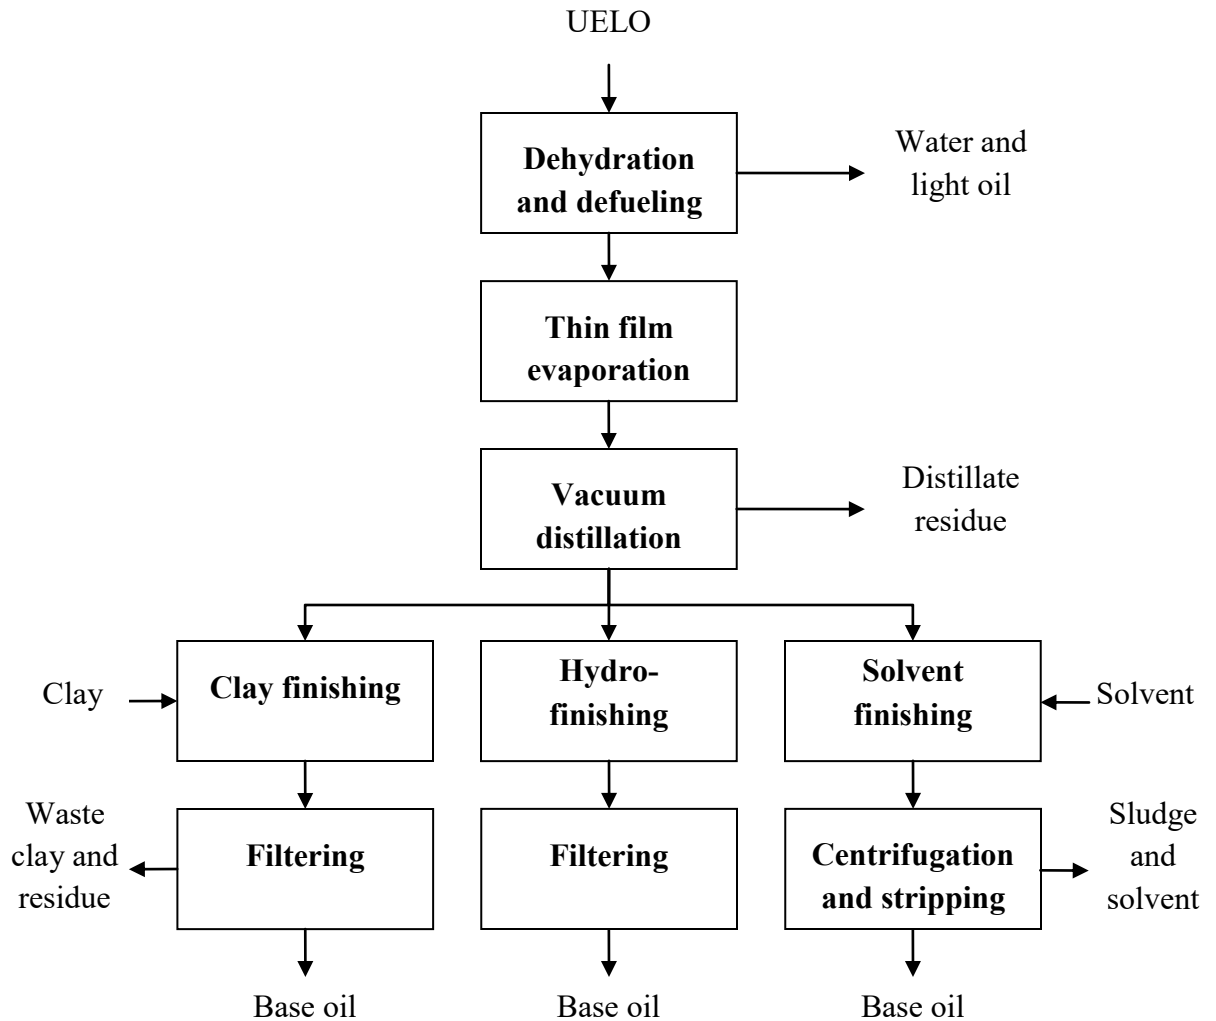 UELO
Dehydration
and defueling
Water and
light oil
Thin film
evaporation
Vacuum
distillation
Distillate
residue
Clay
Clay finishing
Hydro-
finishing
Solvent
finishing
Solvent
Waste
clay and
residue
Filtering
Filtering
Centrifugation
and stripping
Sludge
and
solvent
Base oil
Base oil
Base oil